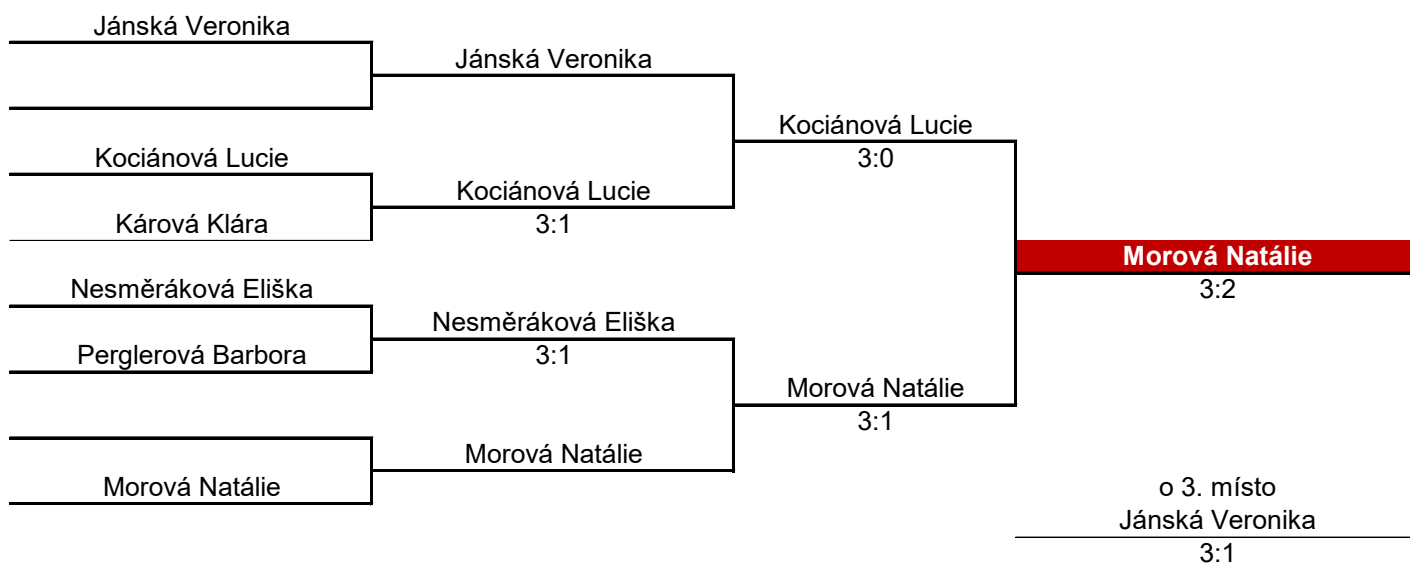 Jánská Veronika
Jánská Veronika
Kociánová Lucie
3:0
Kociánová Lucie
Kociánová Lucie
3:1
Kárová Klára
Morová Natálie
3:2
Nesměráková Eliška
Nesměráková Eliška
3:1
Perglerová Barbora
Morová Natálie
3:1
Morová Natálie
Morová Natálie
o 3. místo
Jánská Veronika
3:1